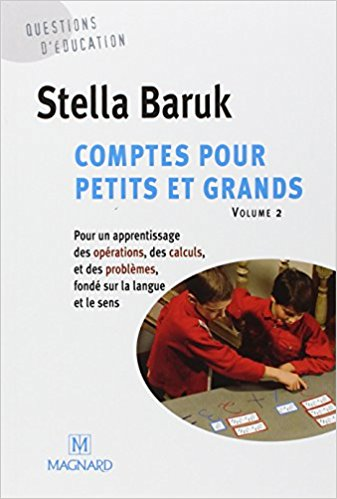 QUESTIONS
D'ÉDUCATION
Stella Baruk
COMPTES POUR
PETITS ET GRANDS
VOLUME 2
Pour un apprentissage
des opérations, des calculs,
et des problèmes,
fondé sur la langue
et le sens
M
MAGNARD